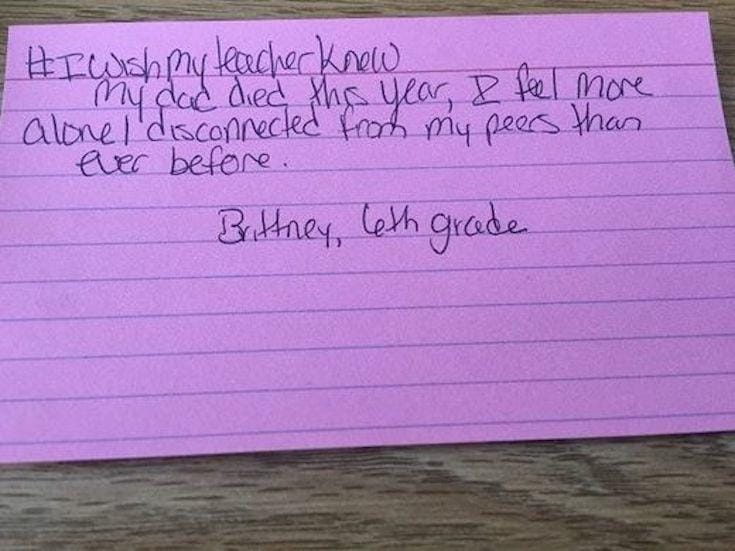 #IWishMyTeacherKnew
My dad died this year, & I feel more
alone/disconnected from my peers than
ever before.
Brittney, 6th grade